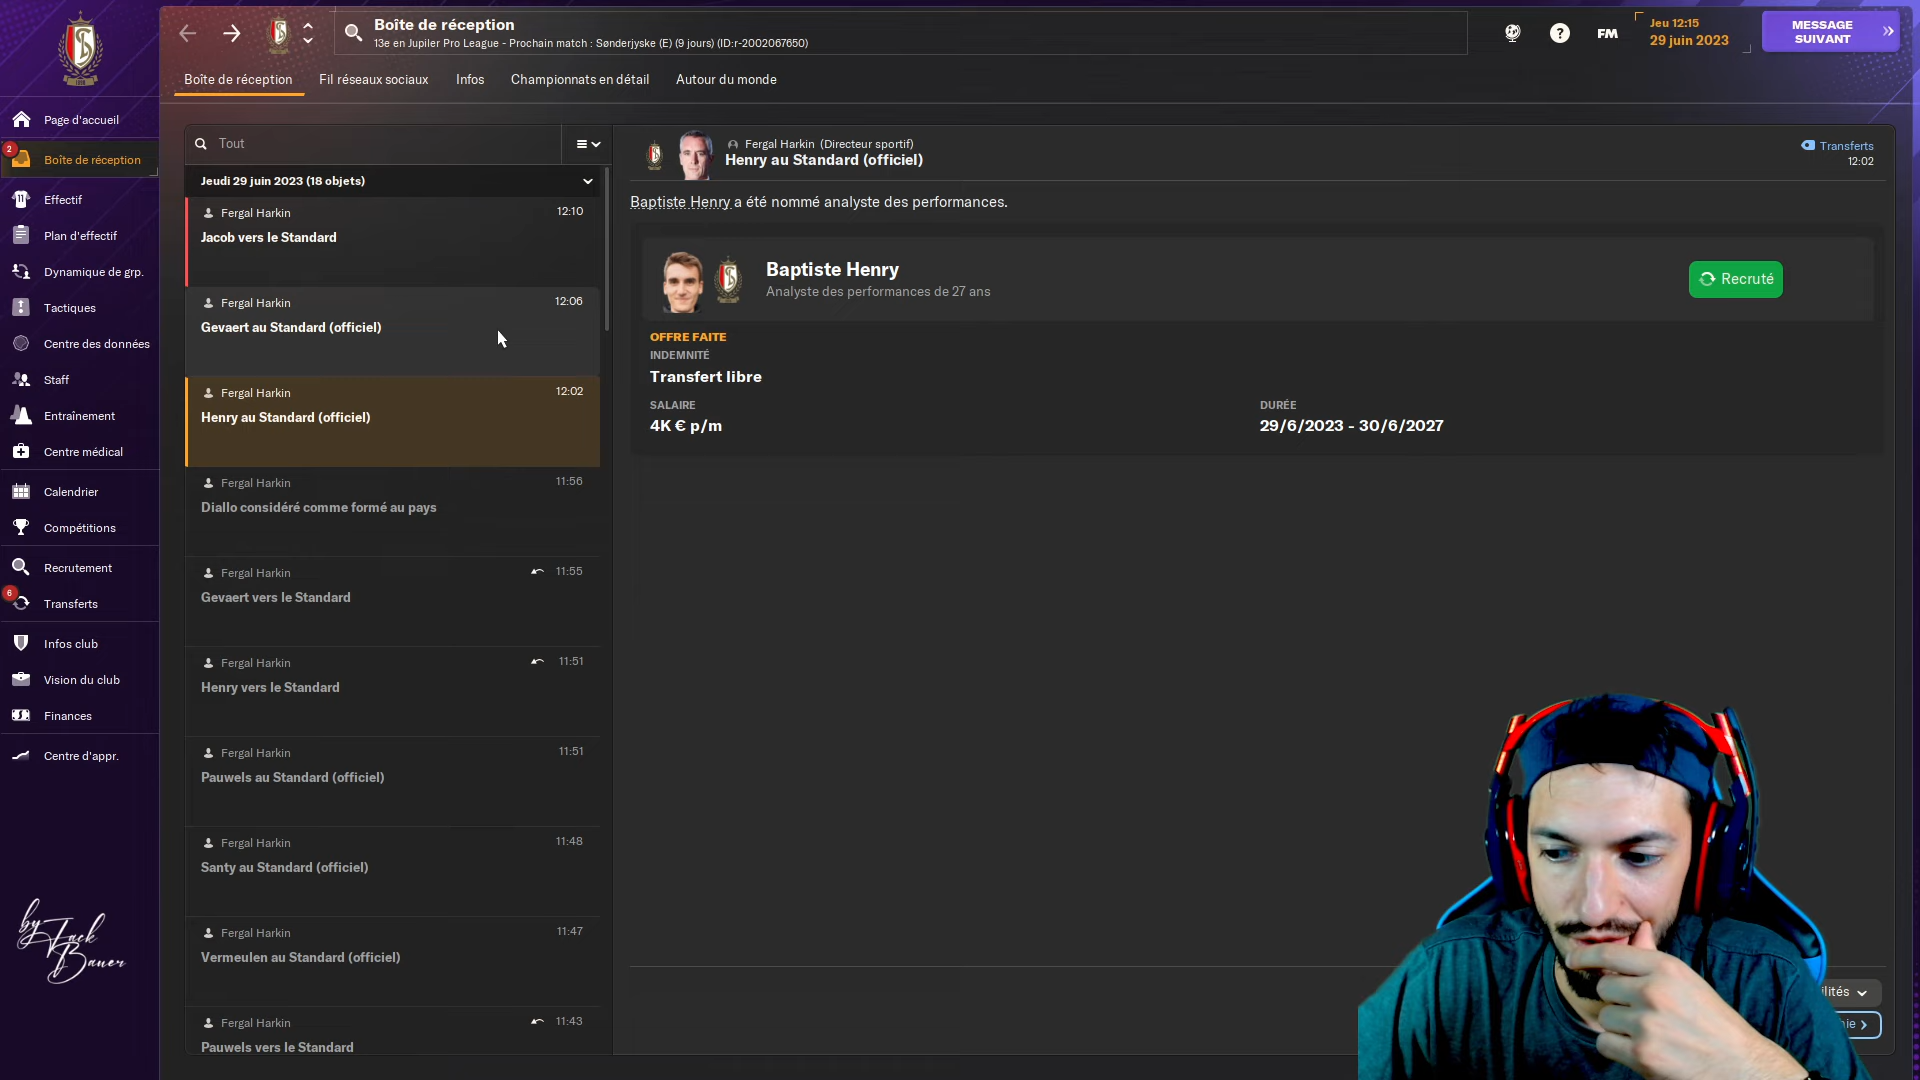 Boîte de réception
13e en Jupiler Pro League - Prochain match : Sønderjyske (E) (9 jours) (ID:r-2002067650)
FM
Jeu 12:15
29 juin 2023
MESSAGE
SUIVANT
Boîte de réception
Fil réseaux sociaux
Infos
Championnats en détail
Autour du monde
Page d'accueil
2
Boîte de réception
Effectif
Plan d'effectif
Dynamique de grp.
Tactiques
Centre des données
Staff
Entraînement
Centre médical
Calendrier
Compétitions
Recrutement
6
Transferts
Infos club
Vision du club
Finances
Centre d'appr.
by Jack
Bauer
Tout
Jeudi 29 juin 2023 (18 objets)
Fergal Harkin 12:10
Jacob vers le Standard
Fergal Harkin 12:06
Gevaert au Standard (officiel)
Fergal Harkin 12:02
Henry au Standard (officiel)
Fergal Harkin 11:56
Diallo considéré comme formé au pays
Fergal Harkin 11:55
Gevaert vers le Standard
Fergal Harkin 11:51
Henry vers le Standard
Fergal Harkin 11:51
Pauwels au Standard (officiel)
Fergal Harkin 11:48
Santy au Standard (officiel)
Fergal Harkin 11:47
Vermeulen au Standard (officiel)
Fergal Harkin 11:43
Pauwels vers le Standard
Fergal Harkin (Directeur sportif)
Henry au Standard (officiel)
Transferts
12:02
Baptiste Henry a été nommé analyste des performances.
Baptiste Henry
Analyste des performances de 27 ans
Recruté
OFFRE FAITE
INDEMNITÉ
Transfert libre
SALAIRE
4K € p/m
DURÉE
29/6/2023 - 30/6/2027